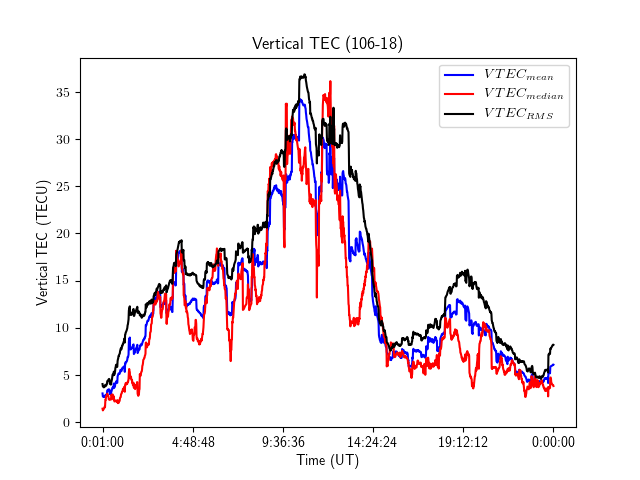 Vertical TEC (106-18)
VTEC_mean
VTEC_median
VTEC_RMS
Vertical TEC (TECU)
35
30
25
20
15
10
5
0
0:01:00 4:48:48 9:36:36 14:24:24 19:12:12 0:00:00
Time (UT)